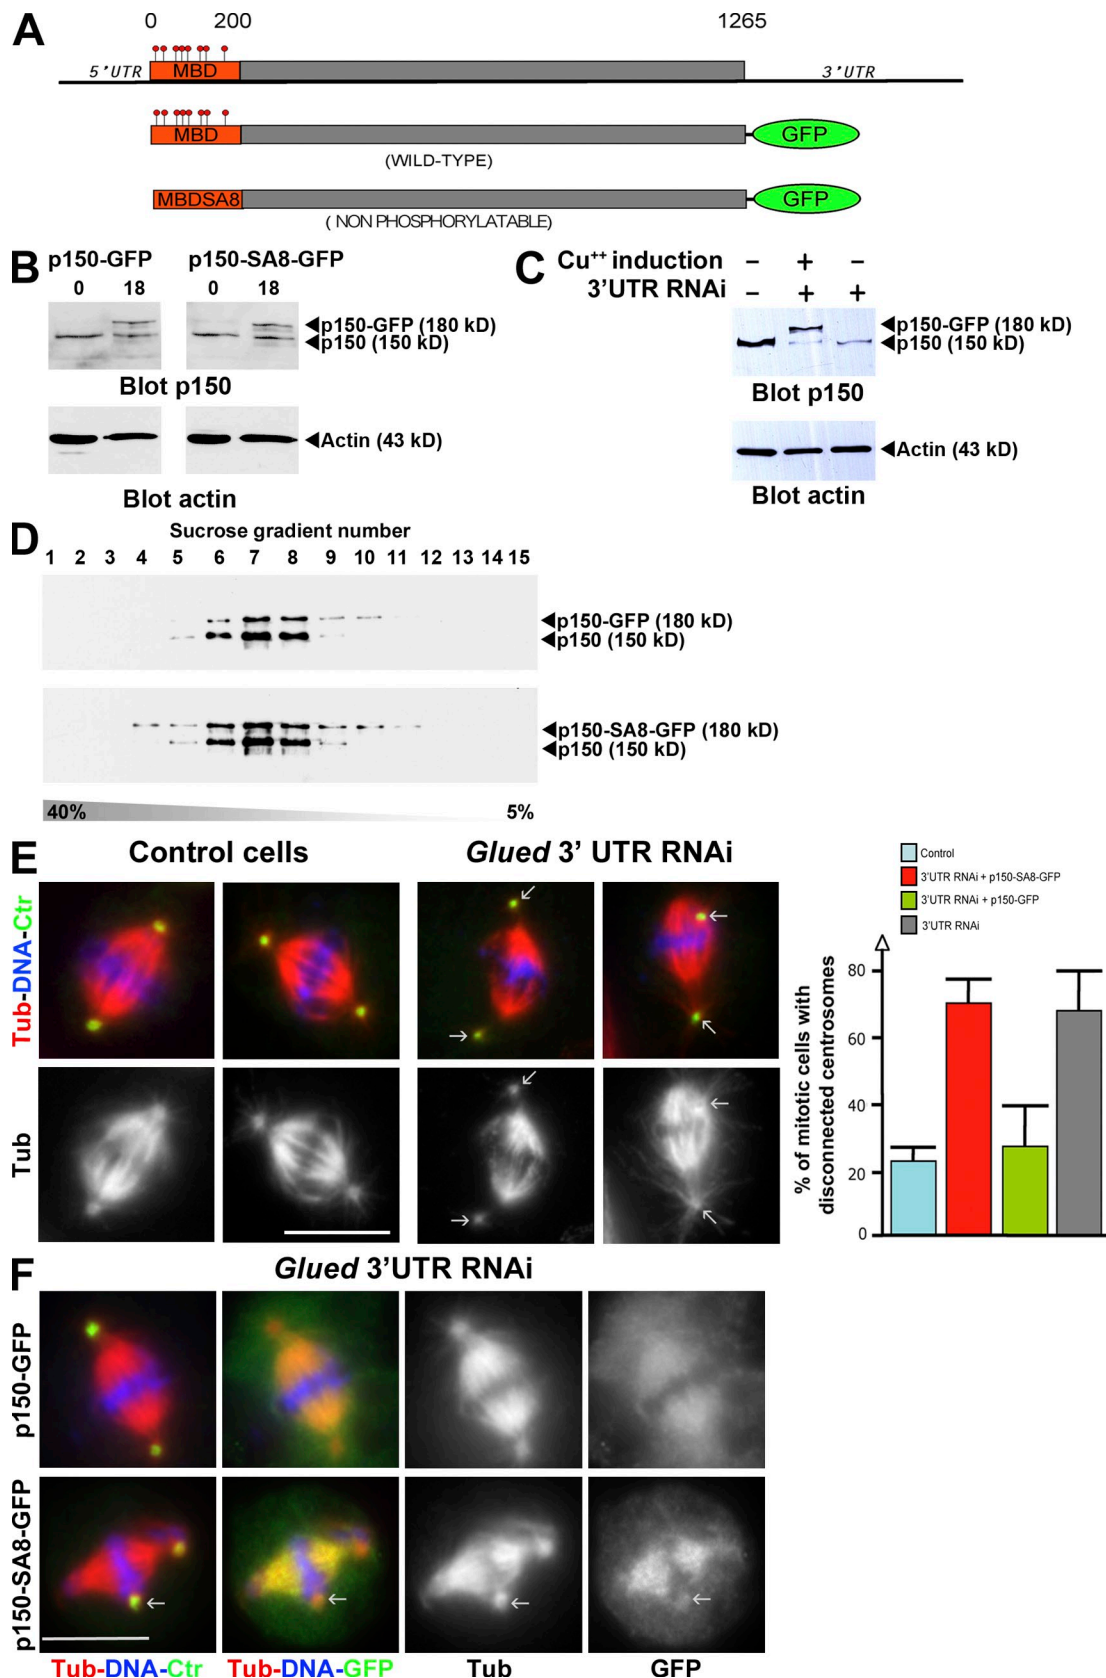 A
0 200 1265
5'UTR MBD 3'UTR
MBD GFP
(WILD-TYPE)
MBDSA8 GFP
( NON PHOSPHORYLATABLE)
B
p150-GFP p150-SA8-GFP
0 18 0 18
p150-GFP (180 kD)
p150 (150 kD)
Blot p150
Actin (43 kD)
Blot actin
C
Cu++ induction − + −
3'UTR RNAi − + +
p150-GFP (180 kD)
p150 (150 kD)
Blot p150
Actin (43 kD)
Blot actin
D
Sucrose gradient number
1 2 3 4 5 6 7 8 9 10 11 12 13 14 15
p150-GFP (180 kD)
p150 (150 kD)
p150-SA8-GFP (180 kD)
p150 (150 kD)
40% 5%
E
Control cells Glued 3' UTR RNAi
Tub-DNA-Ctr
Tub
Control
3'UTR RNAi + p150-SA8-GFP
3'UTR RNAi + p150-GFP
3'UTR RNAi
% of mitotic cells with
disconnected centrosomes
80
60
40
20
0
F
Glued 3'UTR RNAi
p150-GFP
p150-SA8-GFP
Tub-DNA-Ctr Tub-DNA-GFP Tub GFP